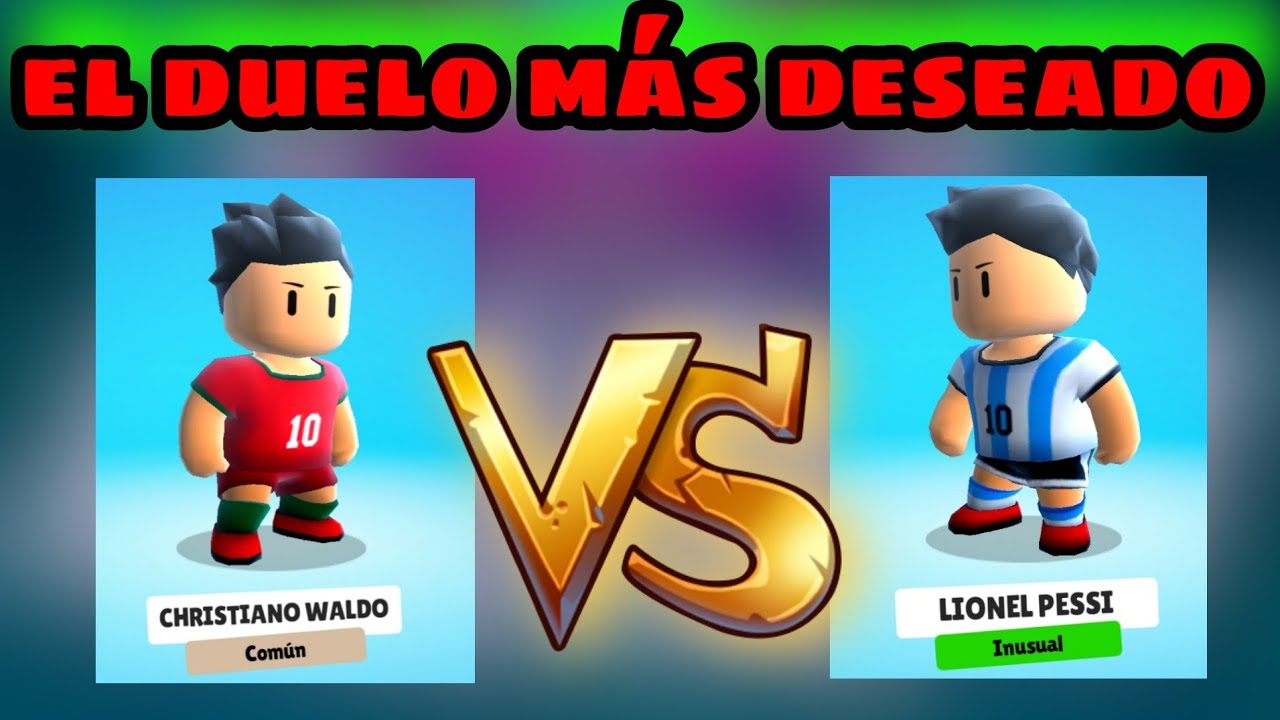 EL DUELO MÁS DESEADO
10
10
VS
CHRISTIANO WALDO
Común
LIONEL PESSI
Inusual